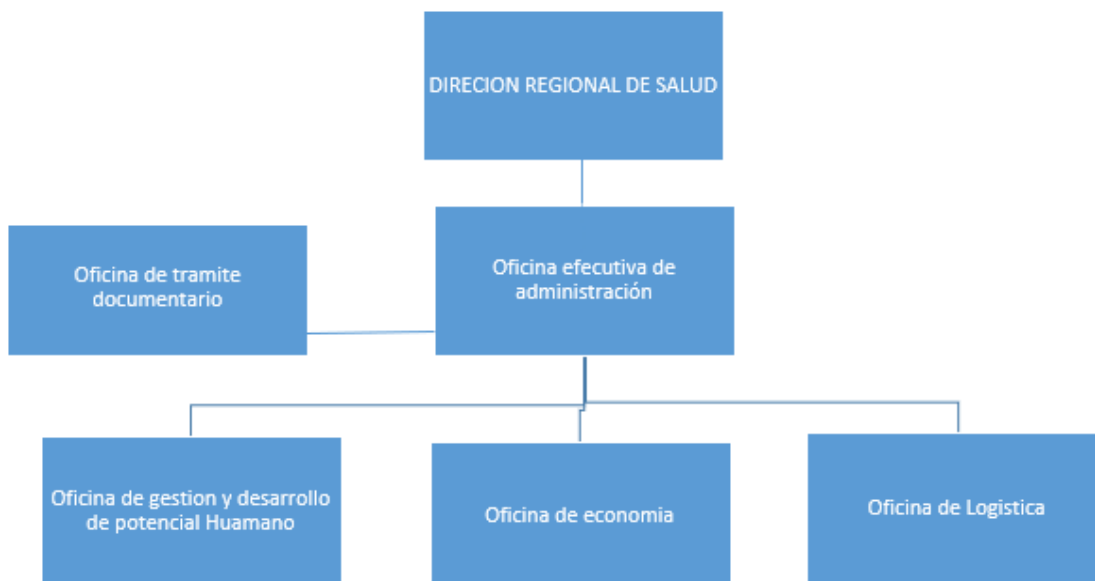 DIRECION REGIONAL DE SALUD
Oficina de tramite
documentario
Oficina efecutiva de
administración
Oficina de gestion y desarrollo
de potencial Huamano
Oficina de economia
Oficina de Logistica